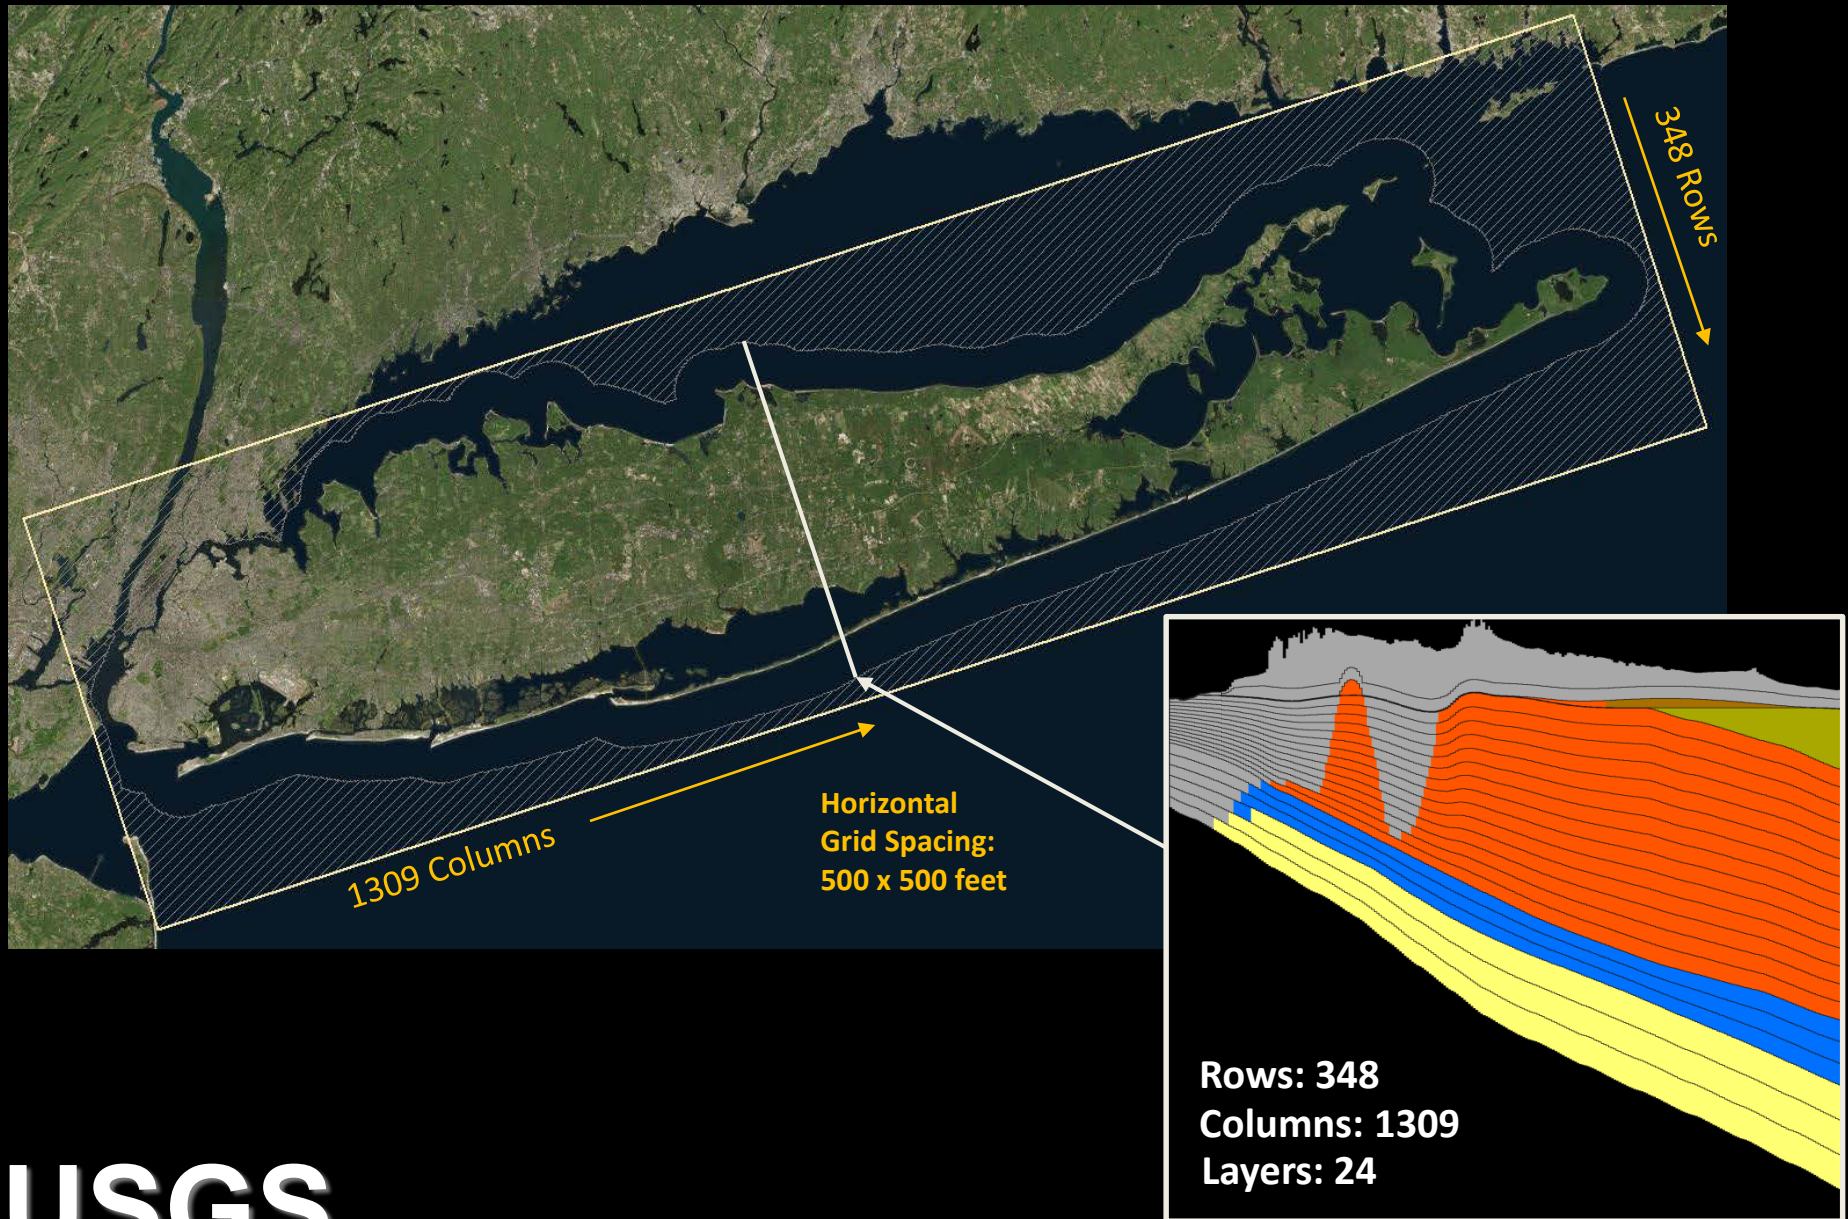 348 Rows
1309 Columns
Horizontal
Grid Spacing:
500 x 500 feet
Rows: 348
Columns: 1309
Layers: 24
USGS